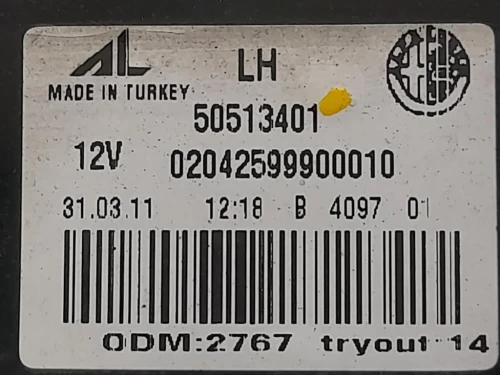 AL LH
MADE IN TURKEY
50513401
12V 02042599900010
31.03.11 12:18 B 4097 01
ODM:2767 tryout 14